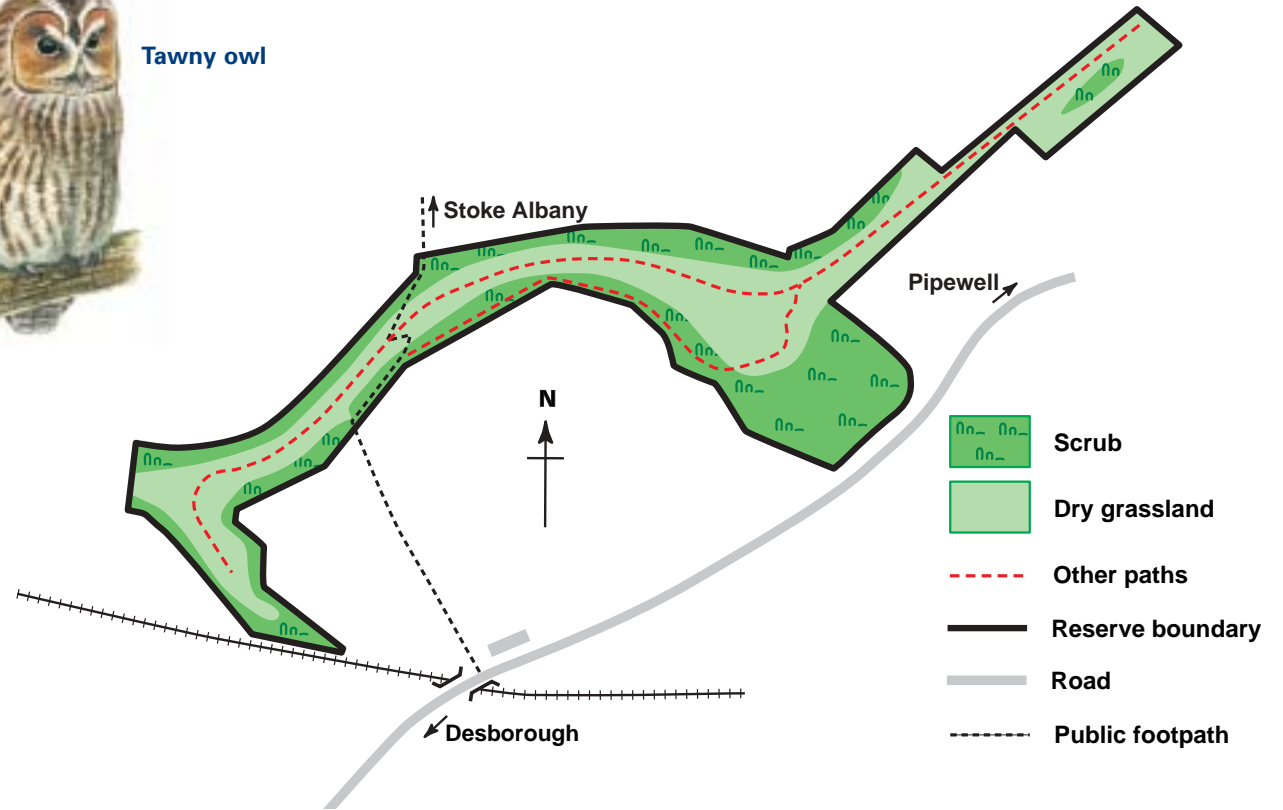 Tawny owl
Stoke Albany
Pipewell
N
Scrub
Dry grassland
Other paths
Reserve boundary
Road
Desborough
Public footpath